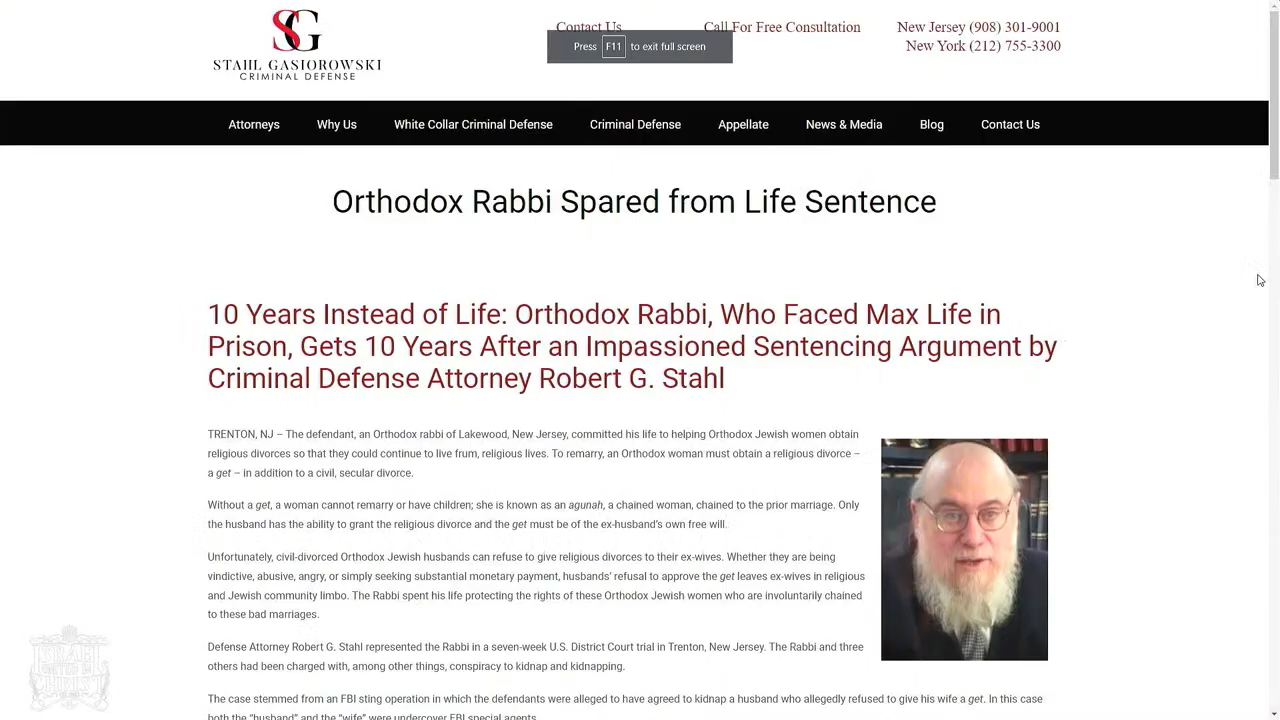 SG
STAHL GASIOROWSKI
CRIMINAL DEFENSE
Contact Us
Call For Free Consultation
New Jersey (908) 301-9001
New York (212) 755-3300
Press F11 to exit full screen
Attorneys Why Us White Collar Criminal Defense Criminal Defense Appellate News & Media Blog Contact Us
Orthodox Rabbi Spared from Life Sentence
10 Years Instead of Life: Orthodox Rabbi, Who Faced Max Life in
Prison, Gets 10 Years After an Impassioned Sentencing Argument by
Criminal Defense Attorney Robert G. Stahl
TRENTON, NJ – The defendant, an Orthodox rabbi of Lakewood, New Jersey, committed his life to helping Orthodox Jewish women obtain
religious divorces so that they could continue to live frum, religious lives. To remarry, an Orthodox woman must obtain a religious divorce –
a get – in addition to a civil, secular divorce.
Without a get, a woman cannot remarry or have children; she is known as an agunah, a chained woman, chained to the prior marriage. Only
the husband has the ability to grant the religious divorce and the get must be of the ex-husband's own free will.
Unfortunately, civil-divorced Orthodox Jewish husbands can refuse to give religious divorces to their ex-wives. Whether they are being
vindictive, abusive, angry, or simply seeking substantial monetary payment, husbands' refusal to approve the get leaves ex-wives in religious
and Jewish community limbo. The Rabbi spent his life protecting the rights of these Orthodox Jewish women who are involuntarily chained
to these bad marriages.
Defense Attorney Robert G. Stahl represented the Rabbi in a seven-week U.S. District Court trial in Trenton, New Jersey. The Rabbi and three
others had been charged with, among other things, conspiracy to kidnap and kidnapping.
The case stemmed from an FBI sting operation in which the defendants were alleged to have agreed to kidnap a husband who allegedly refused to give his wife a get. In this case
both the "husband" and the "wife" were undercover FBI special agents.
ISRAEL
UNITED IN
CHRIST